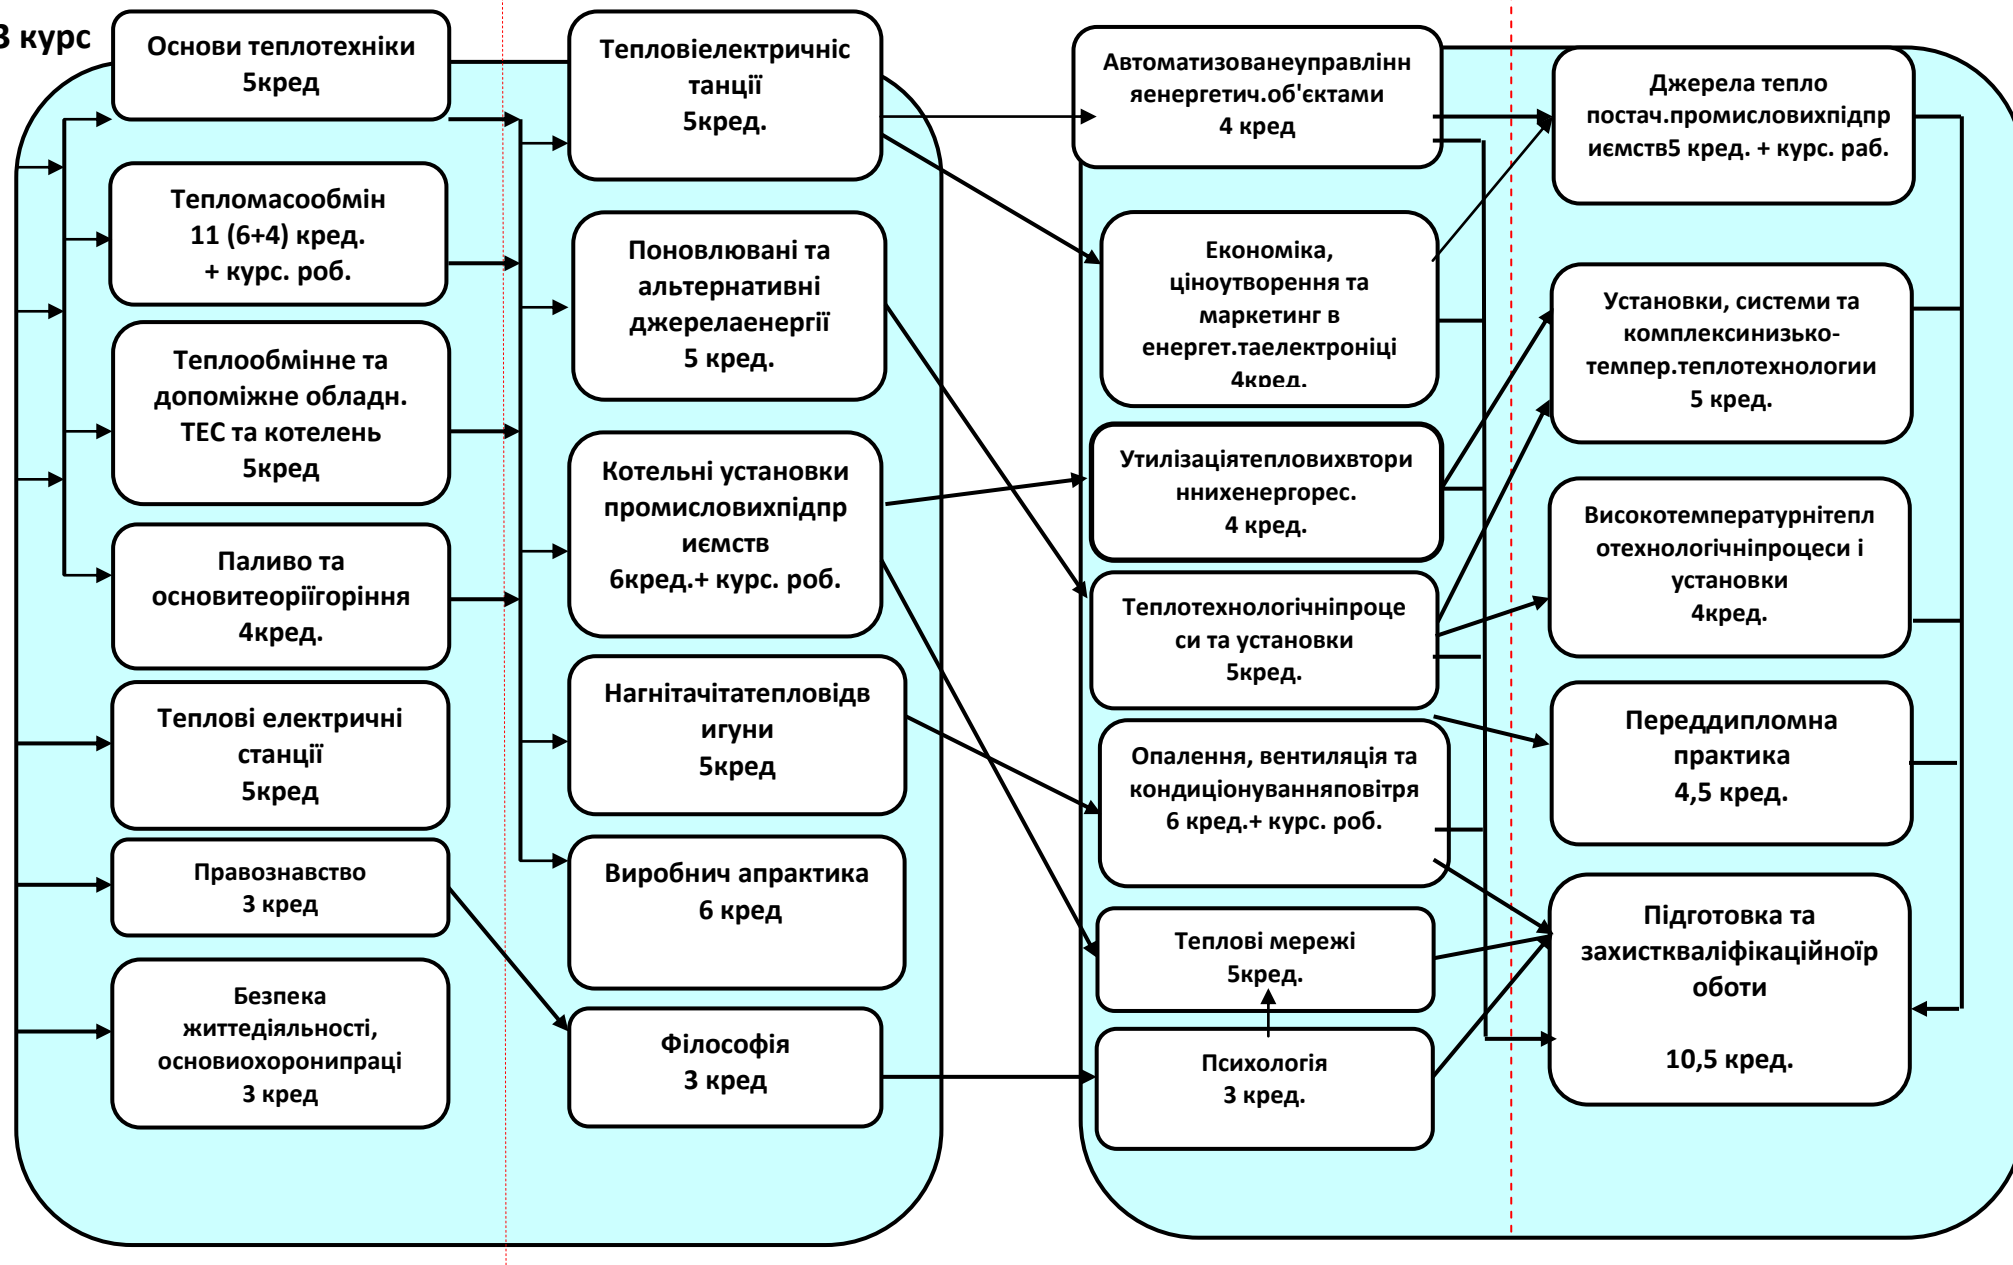 3 курс
Основи теплотехніки
5кред
Тепломасообмін
11 (6+4) кред.
+ курс. роб.
Теплообмінне та
допоміжне обладн.
ТЕС та котелень
5кред
Паливо та
основитеоріїгоріння
4кред.
Теплові електричні
станції
5кред
Правознавство
3 кред
Безпека
життедіяльності,
основиохоронипраці
3 кред
Тепловіелектричніс
танції
5кред.
Поновлювані та
альтернативні
джерелаенергії
5 кред.
Котельні установки
промисловихпідпр
иємств
6кред.+ курс. роб.
Нагнітачітатепловідв
игуни
5кред
Виробнич апрактика
6 кред
Філософія
3 кред
Автоматизованеуправлінн
яенергетич.об'єктами
4 кред
Економіка,
ціноутворення та
маркетинг в
енергет.таелектроніці
4кред.
Утилізаціятепловихвтори
ннихенергорес.
4 кред.
Теплотехнологічніпроце
си та установки
5кред.
Опалення, вентиляція та
кондиціонуванняповітря
6 кред.+ курс. роб.
Теплові мережі
5кред.
Психологія
3 кред.
Джерела тепло
постач.промисловихпідпр
иємств5 кред. + курс. раб.
Установки, системи та
комплексинизько-
темпер.теплотехнологии
5 кред.
Високотемпературнітепл
отехнологічніпроцеси і
установки
4кред.
Переддипломна
практика
4,5 кред.
Підготовка та
захисткваліфікаційноїр
оботи
10,5 кред.